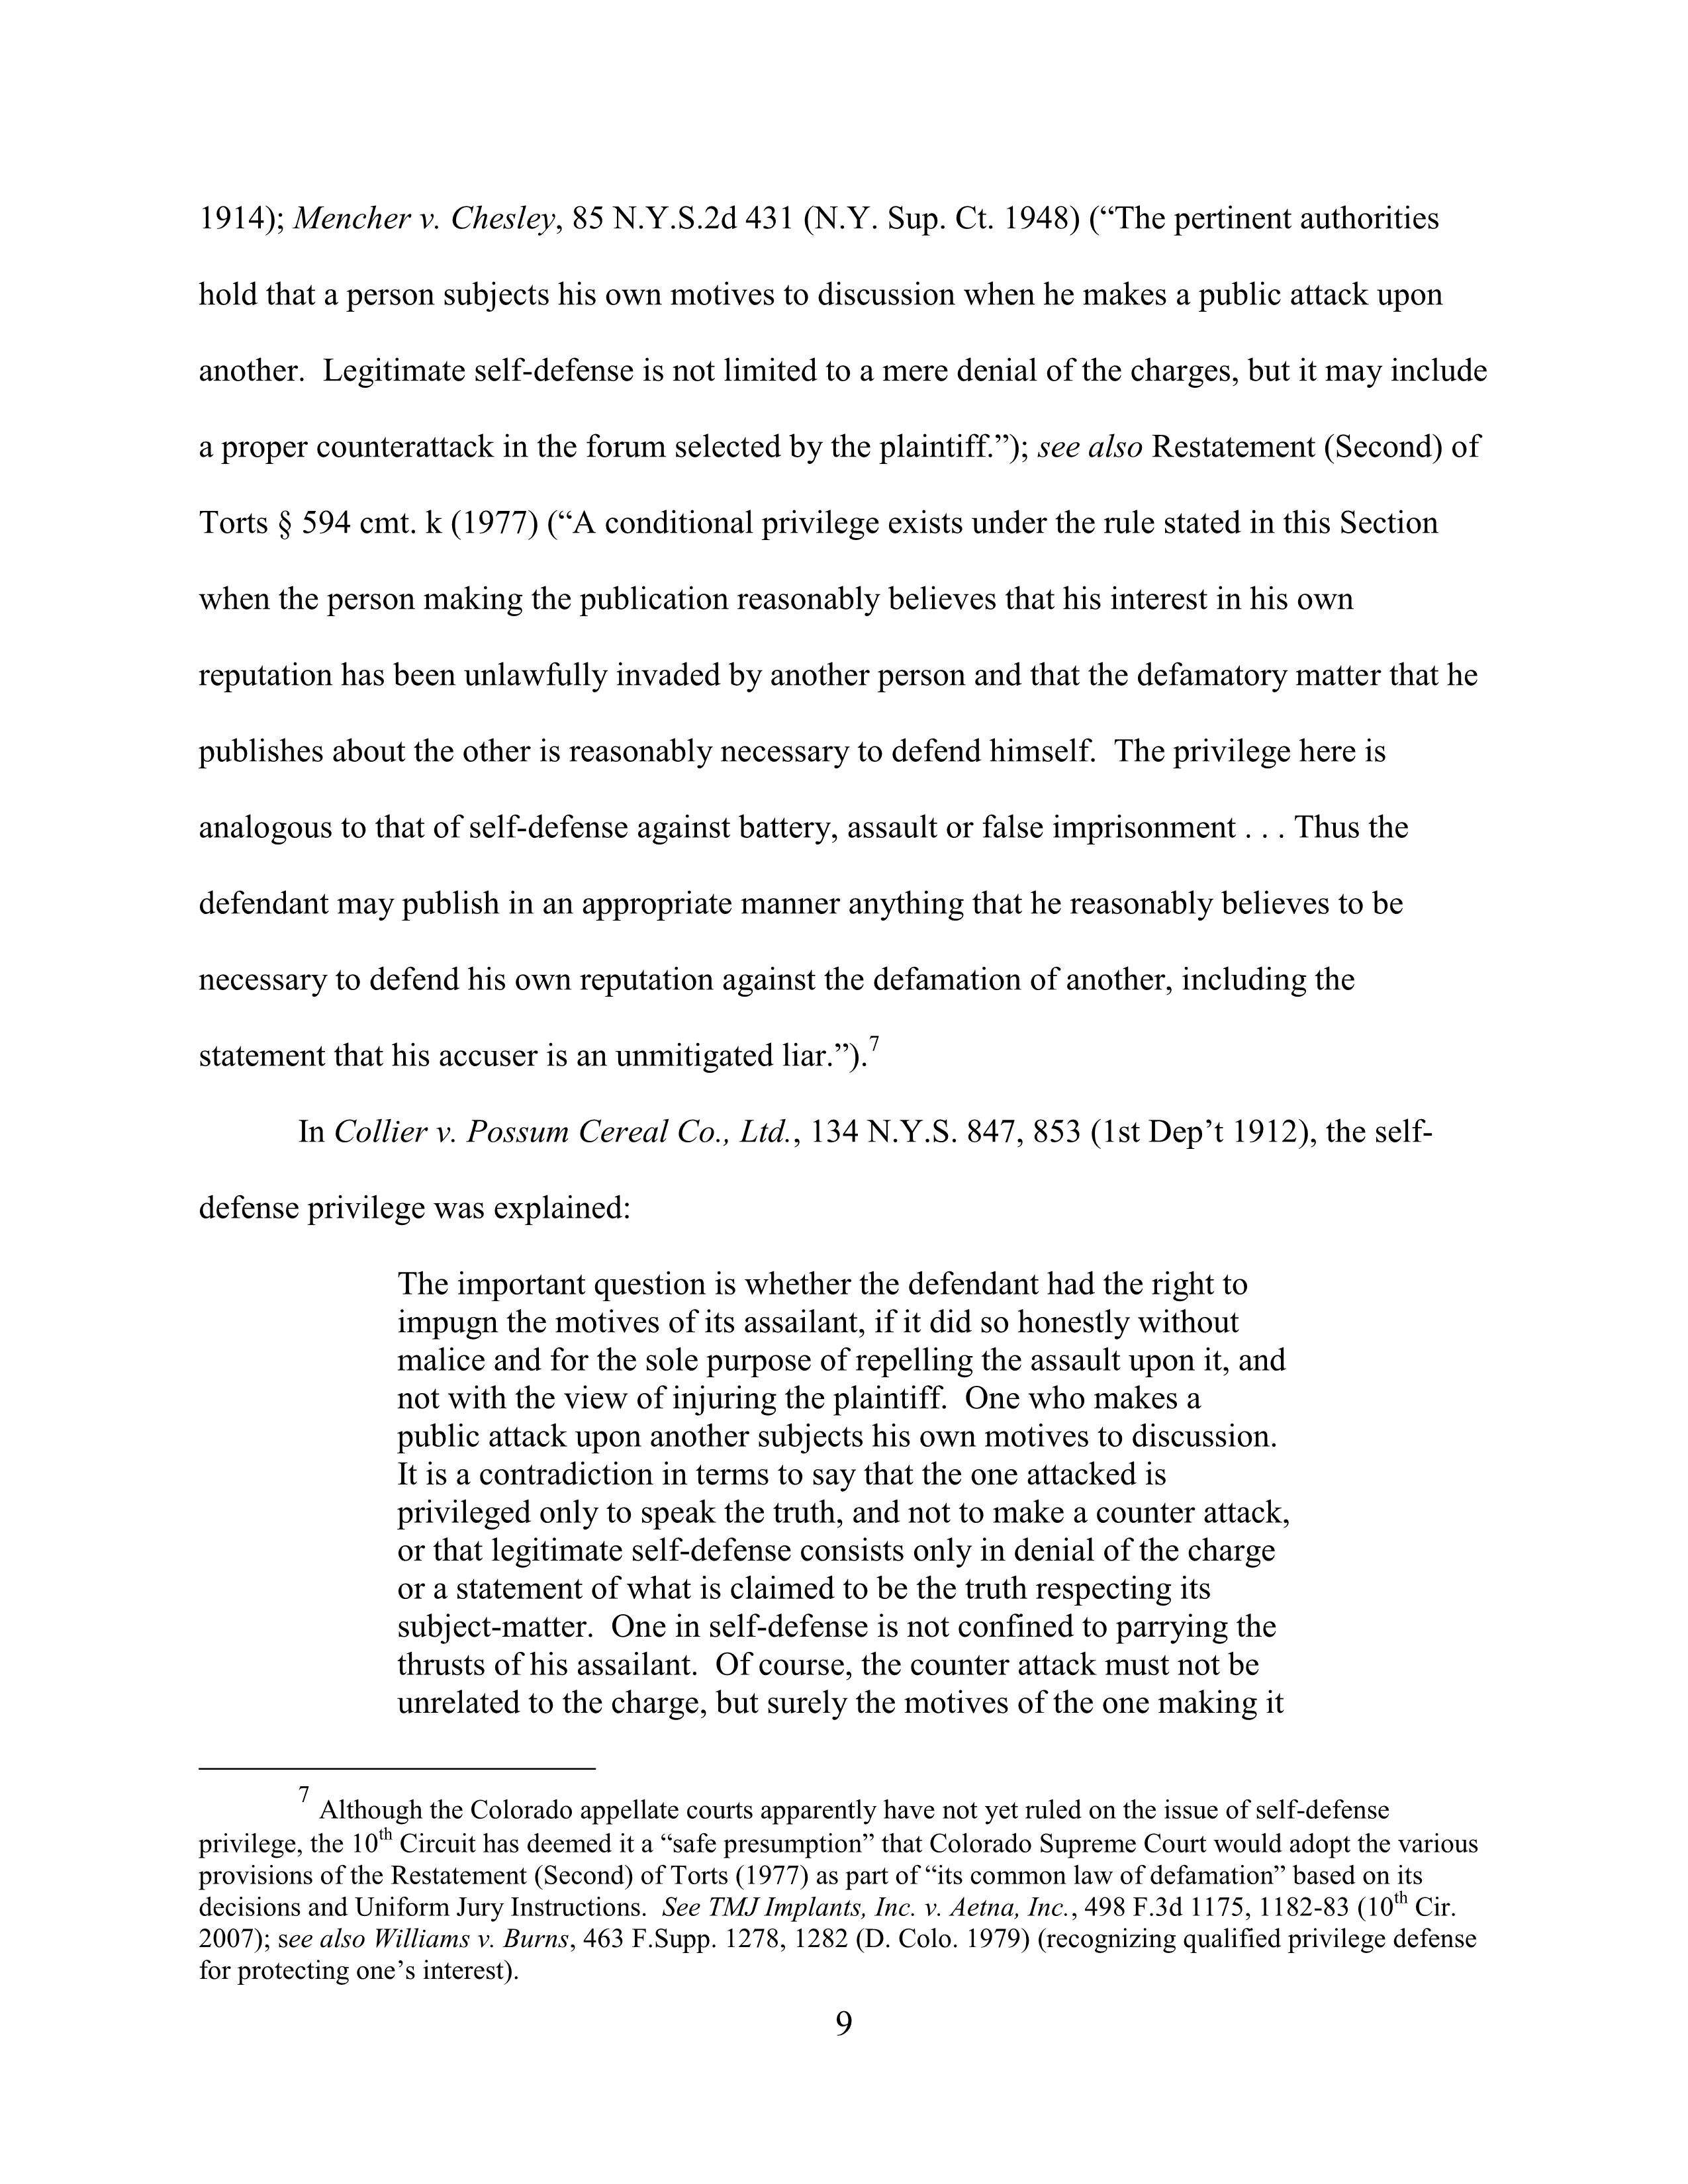 1914); Mencher v. Chesley, 85 N.Y.S.2d 431 (N.Y. Sup. Ct. 1948) (“The pertinent authorities
hold that a person subjects his own motives to discussion when he makes a public attack upon
another.  Legitimate self-defense is not limited to a mere denial of the charges, but it may include
a proper counterattack in the forum selected by the plaintiff.”); see also Restatement (Second) of
Torts § 594 cmt. k (1977) (“A conditional privilege exists under the rule stated in this Section
when the person making the publication reasonably believes that his interest in his own
reputation has been unlawfully invaded by another person and that the defamatory matter that he
publishes about the other is reasonably necessary to defend himself.  The privilege here is
analogous to that of self-defense against battery, assault or false imprisonment . . . Thus the
defendant may publish in an appropriate manner anything that he reasonably believes to be
necessary to defend his own reputation against the defamation of another, including the
statement that his accuser is an unmitigated liar.”).7
In Collier v. Possum Cereal Co., Ltd., 134 N.Y.S. 847, 853 (1st Dep’t 1912), the self-
defense privilege was explained:
The important question is whether the defendant had the right to
impugn the motives of its assailant, if it did so honestly without
malice and for the sole purpose of repelling the assault upon it, and
not with the view of injuring the plaintiff.  One who makes a
public attack upon another subjects his own motives to discussion.
It is a contradiction in terms to say that the one attacked is
privileged only to speak the truth, and not to make a counter attack,
or that legitimate self-defense consists only in denial of the charge
or a statement of what is claimed to be the truth respecting its
subject-matter.  One in self-defense is not confined to parrying the
thrusts of his assailant.  Of course, the counter attack must not be
unrelated to the charge, but surely the motives of the one making it
7 Although the Colorado appellate courts apparently have not yet ruled on the issue of self-defense
privilege, the 10th Circuit has deemed it a “safe presumption” that Colorado Supreme Court would adopt the various
provisions of the Restatement (Second) of Torts (1977) as part of “its common law of defamation” based on its
decisions and Uniform Jury Instructions.  See TMJ Implants, Inc. v. Aetna, Inc., 498 F.3d 1175, 1182-83 (10th Cir.
2007); see also Williams v. Burns, 463 F.Supp. 1278, 1282 (D. Colo. 1979) (recognizing qualified privilege defense
for protecting one’s interest).
9